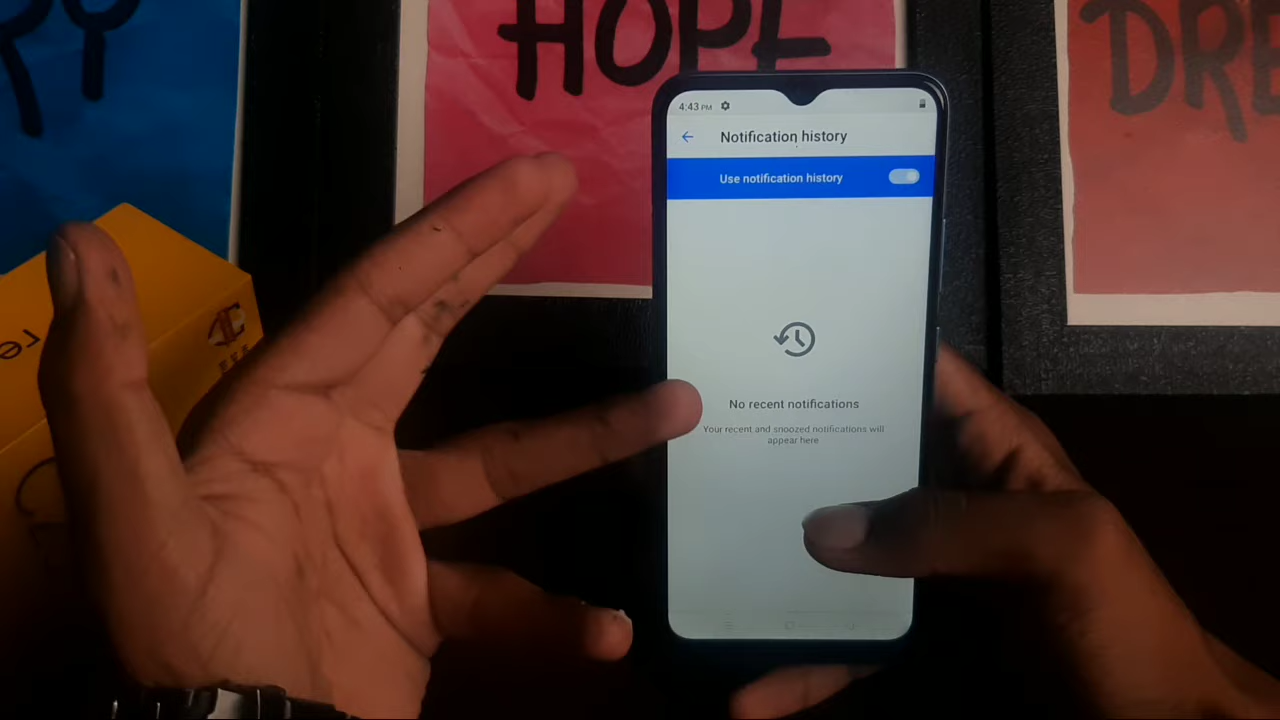 HOPE
4:43 PM
Notification history
Use notification history
No recent notifications
Your recent and snoozed notifications will
appear here